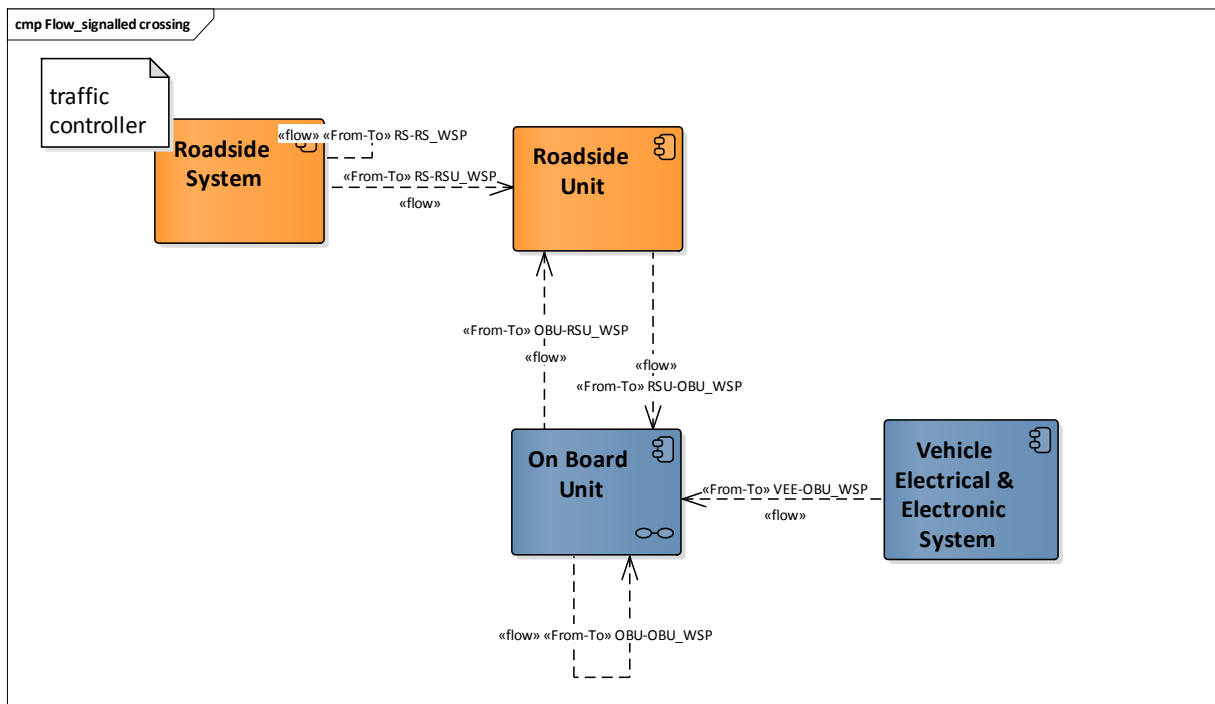 cmp Flow_signalled crossing
traffic
controller
«flow» «From-To» RS-RS_WSP
Roadside
System
«From-To» RS-RSU_WSP
«flow»
Roadside
Unit
«From-To» OBU-RSU_WSP
«flow»
«flow»
«From-To» RSU-OBU_WSP
On Board
Unit
«From-To» VEE-OBU_WSP
«flow»
Vehicle
Electrical &
Electronic
System
«flow» «From-To» OBU-OBU_WSP